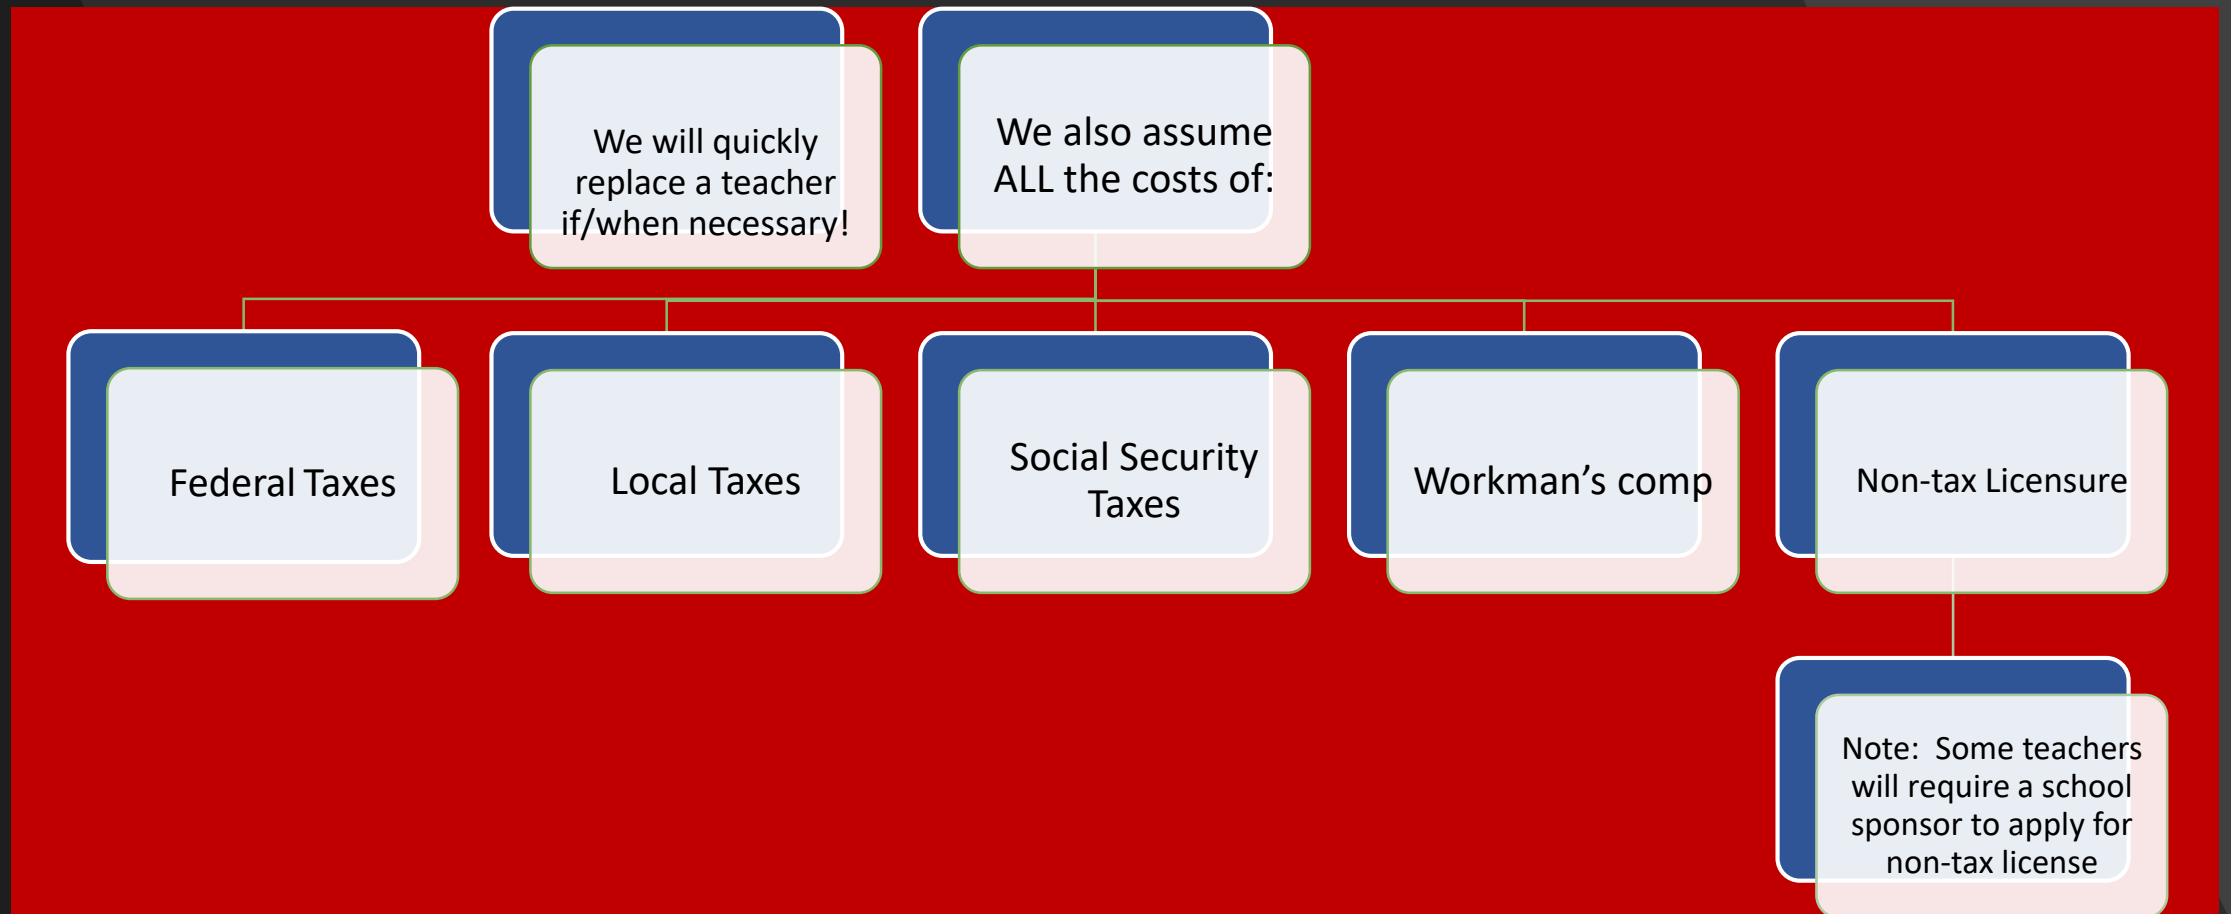 We will quickly
replace a teacher
if/when necessary!
We also assume
ALL the costs of:
Federal Taxes
Local Taxes
Social Security
Taxes
Workman’s comp
Non-tax Licensure
Note:  Some teachers
will require a school
sponsor to apply for
non-tax license